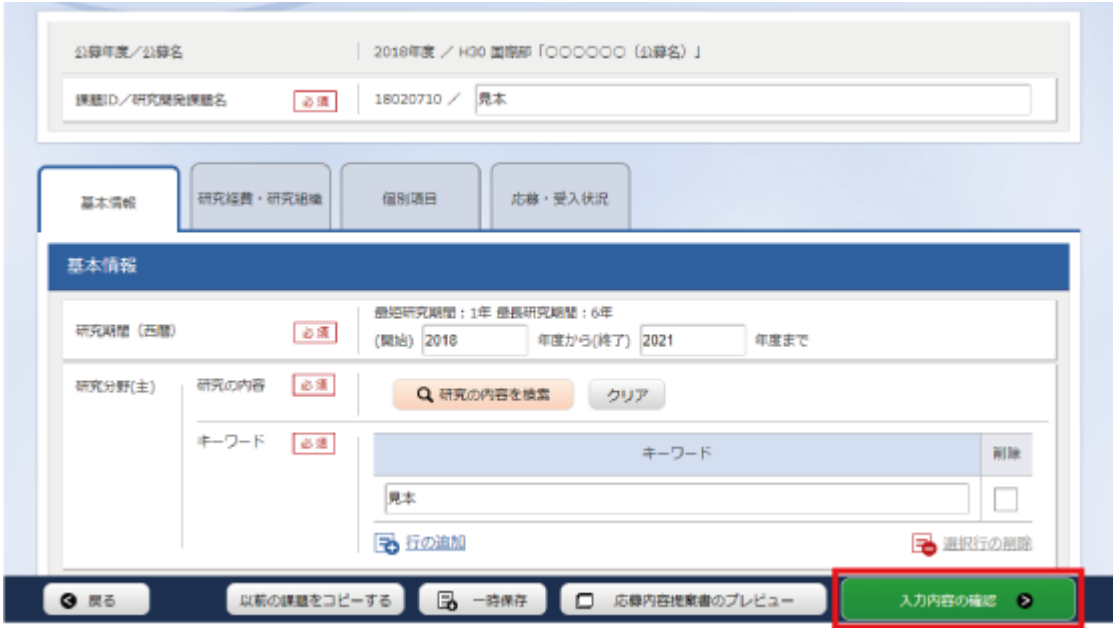 公募年度／公募名 2018年度 ／ H30 国際部「○○○○○○（公募名）」
課題ID／研究開発課題名 必須 18020710 ／ 見本
基本情報 研究経費・研究組織 個別項目 応募・受入状況
基本情報
最短研究期間：1年 最長研究期間：6年
研究期間（西暦） 必須 (開始) 2018 年度から(終了) 2021 年度まで
研究分野(主) 研究の内容 必須 研究の内容を検索 クリア
キーワード 必須 キーワード 削除
見本
行の追加 選択行の削除
戻る 以前の課題をコピーする 一時保存 応募内容提案書のプレビュー 入力内容の確認